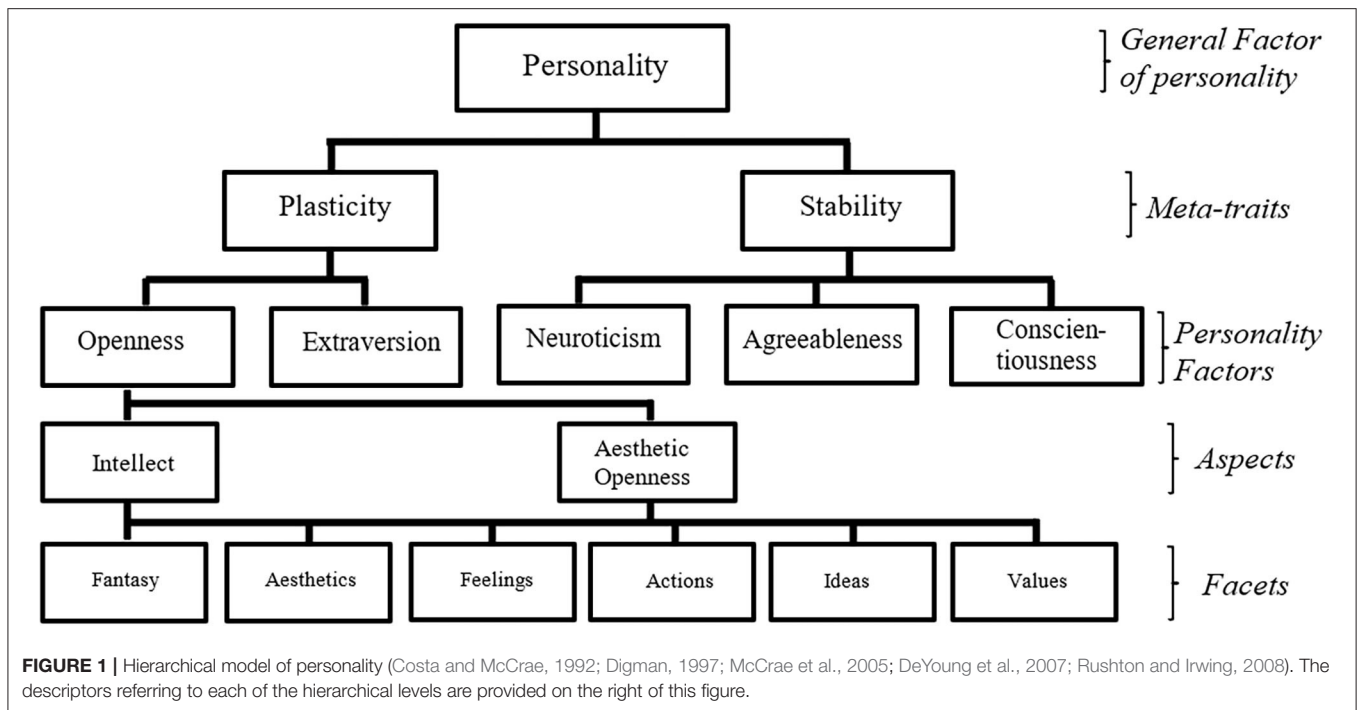 Personality
General Factor
of personality
Plasticity
Stability
Meta-traits
Openness
Extraversion
Neuroticism
Agreeableness
Conscien-
tiousness
Personality
Factors
Intellect
Aesthetic
Openness
Aspects
Fantasy
Aesthetics
Feelings
Actions
Ideas
Values
Facets
FIGURE 1 | Hierarchical model of personality (Costa and McCrae, 1992; Digman, 1997; McCrae et al., 2005; DeYoung et al., 2007; Rushton and Irwing, 2008). The
descriptors referring to each of the hierarchical levels are provided on the right of this figure.